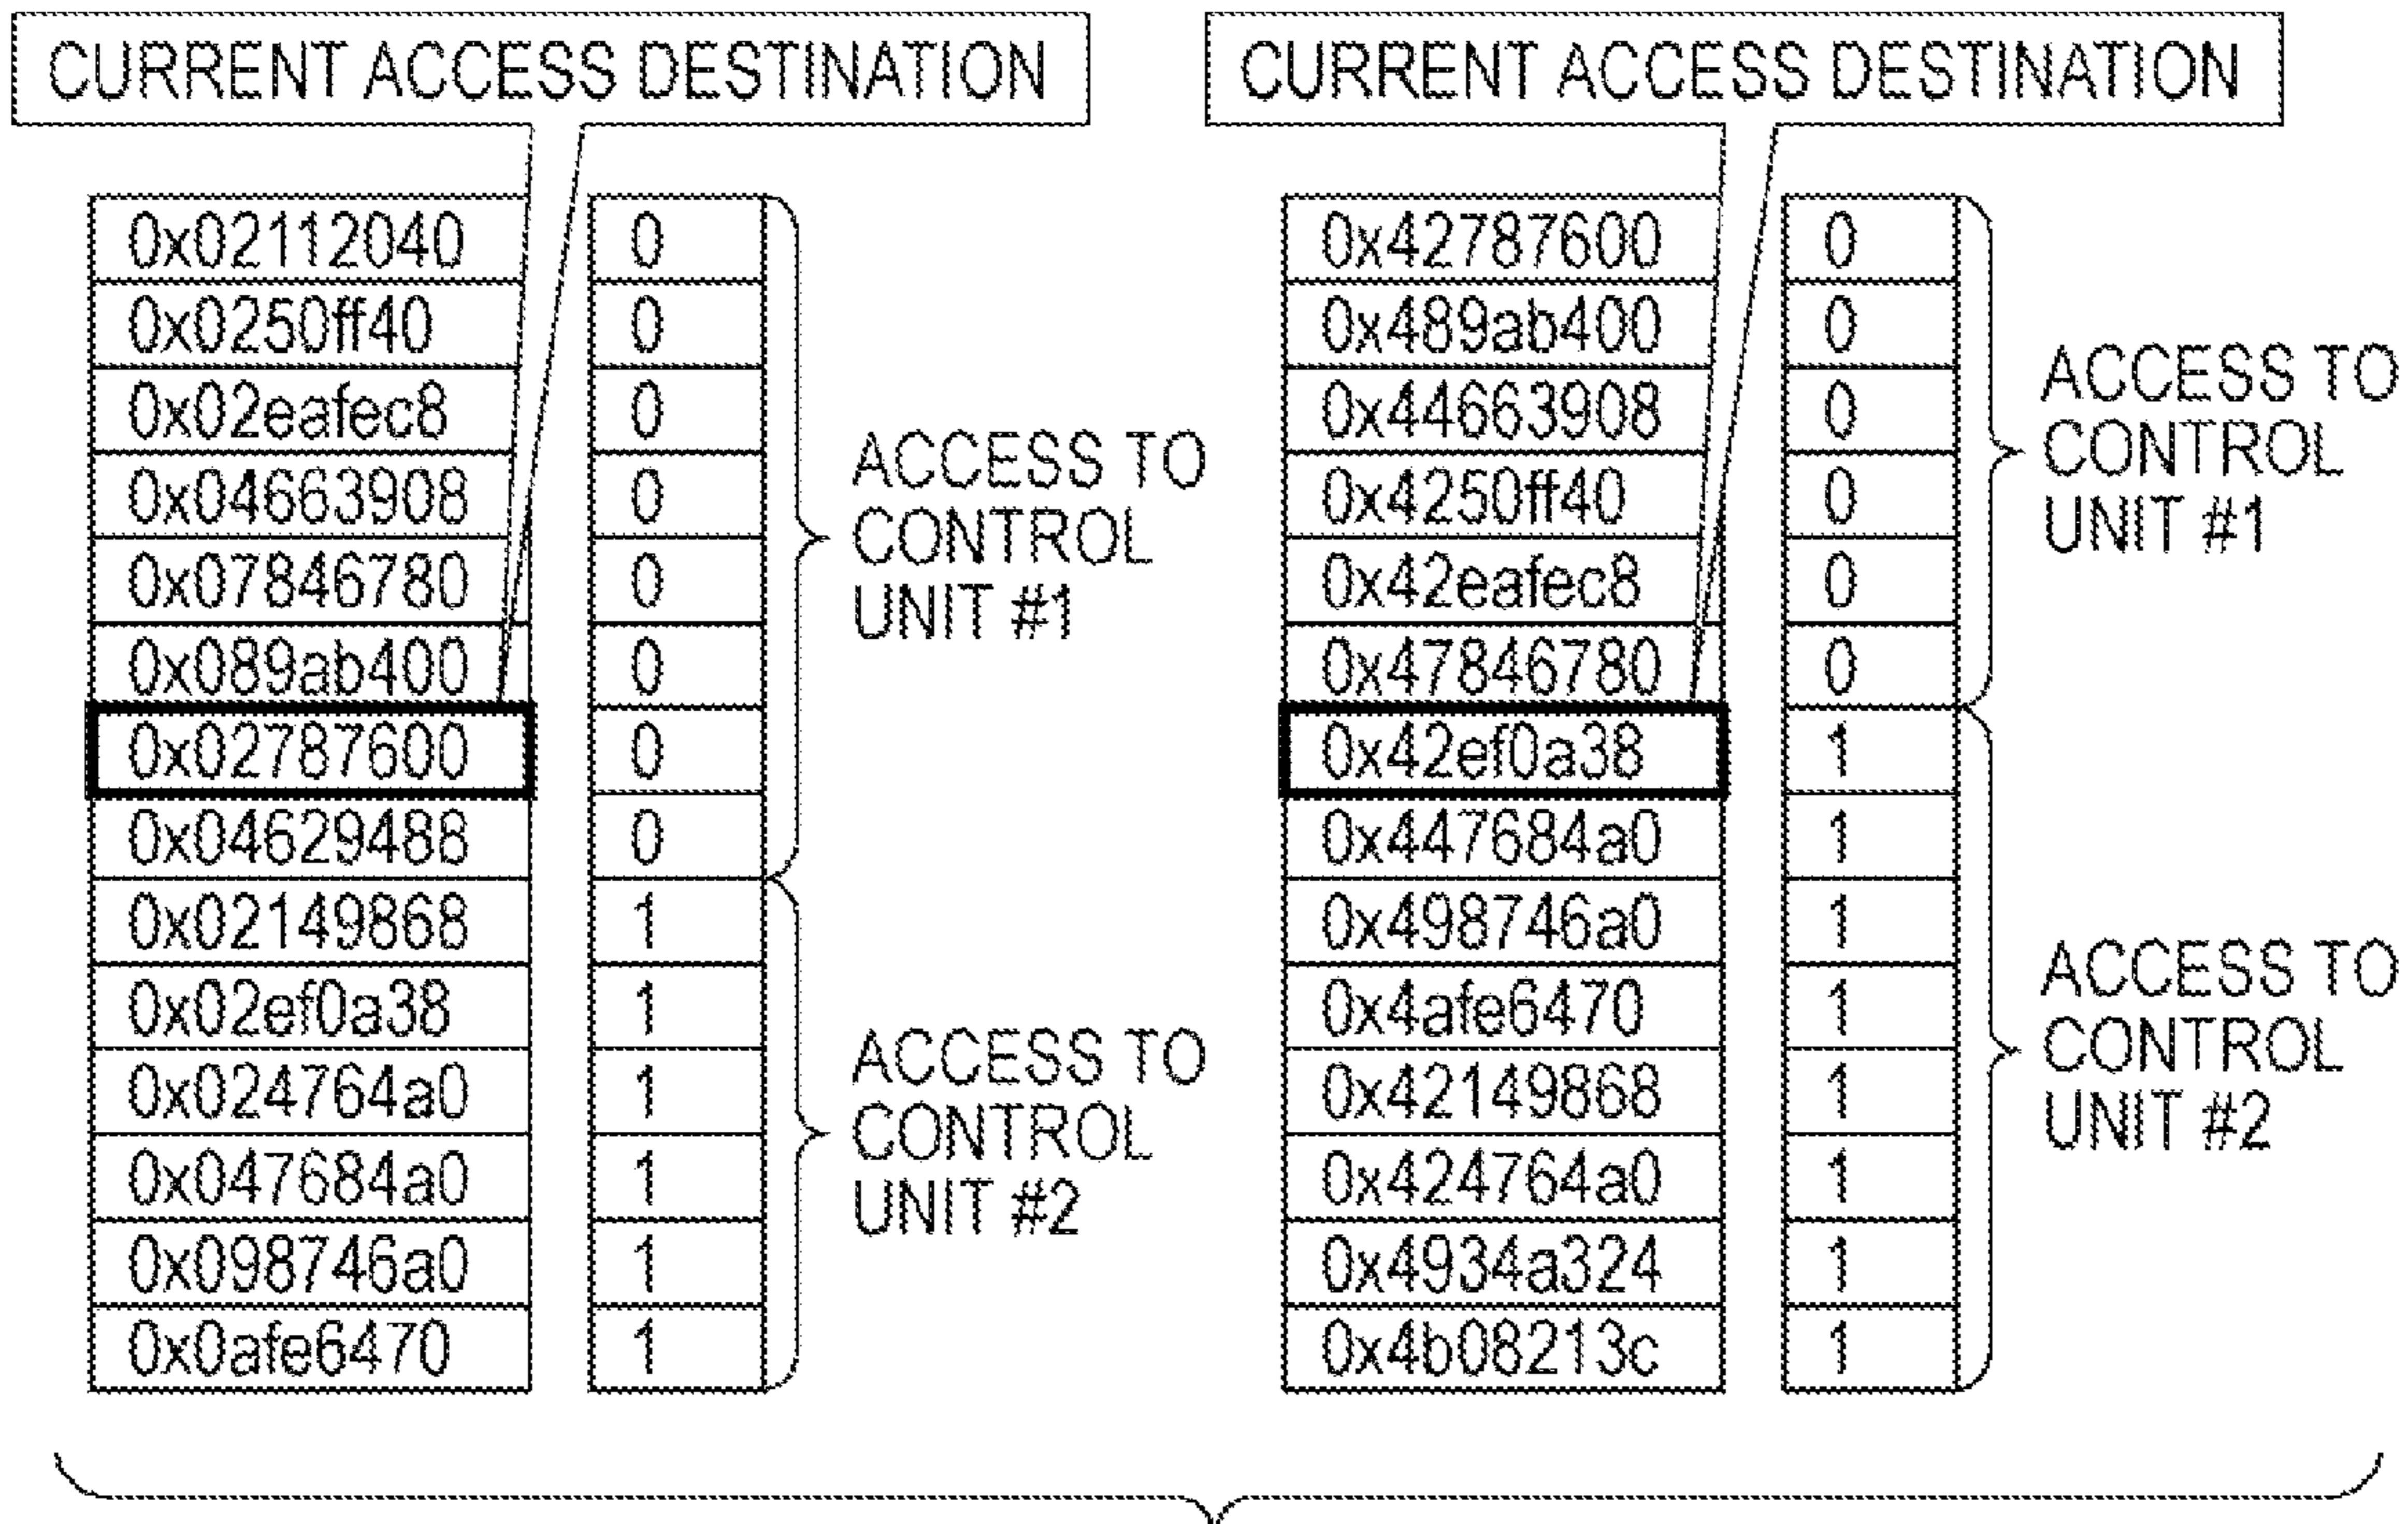 CURRENT ACCESS DESTINATION
0x02112040 0
0x0250ff40 0
0x02eafec8 0
0x04663908 0
0x07846780 0
0x089ab400 0
0x02787600 0
0x04629488 0
ACCESS TO
CONTROL
UNIT #1
0x02149868 1
0x02ef0a38 1
0x024764a0 1
0x047684a0 1
0x098746a0 1
0x0afe6470 1
ACCESS TO
CONTROL
UNIT #2
CURRENT ACCESS DESTINATION
0x42787600 0
0x489ab400 0
0x44663908 0
0x4250ff40 0
0x42eafec8 0
0x47846780 0
ACCESS TO
CONTROL
UNIT #1
0x42ef0a38 1
0x447684a0 1
0x498746a0 1
0x4afe6470 1
0x42149868 1
0x424764a0 1
0x4934a324 1
0x4b08213c 1
ACCESS TO
CONTROL
UNIT #2